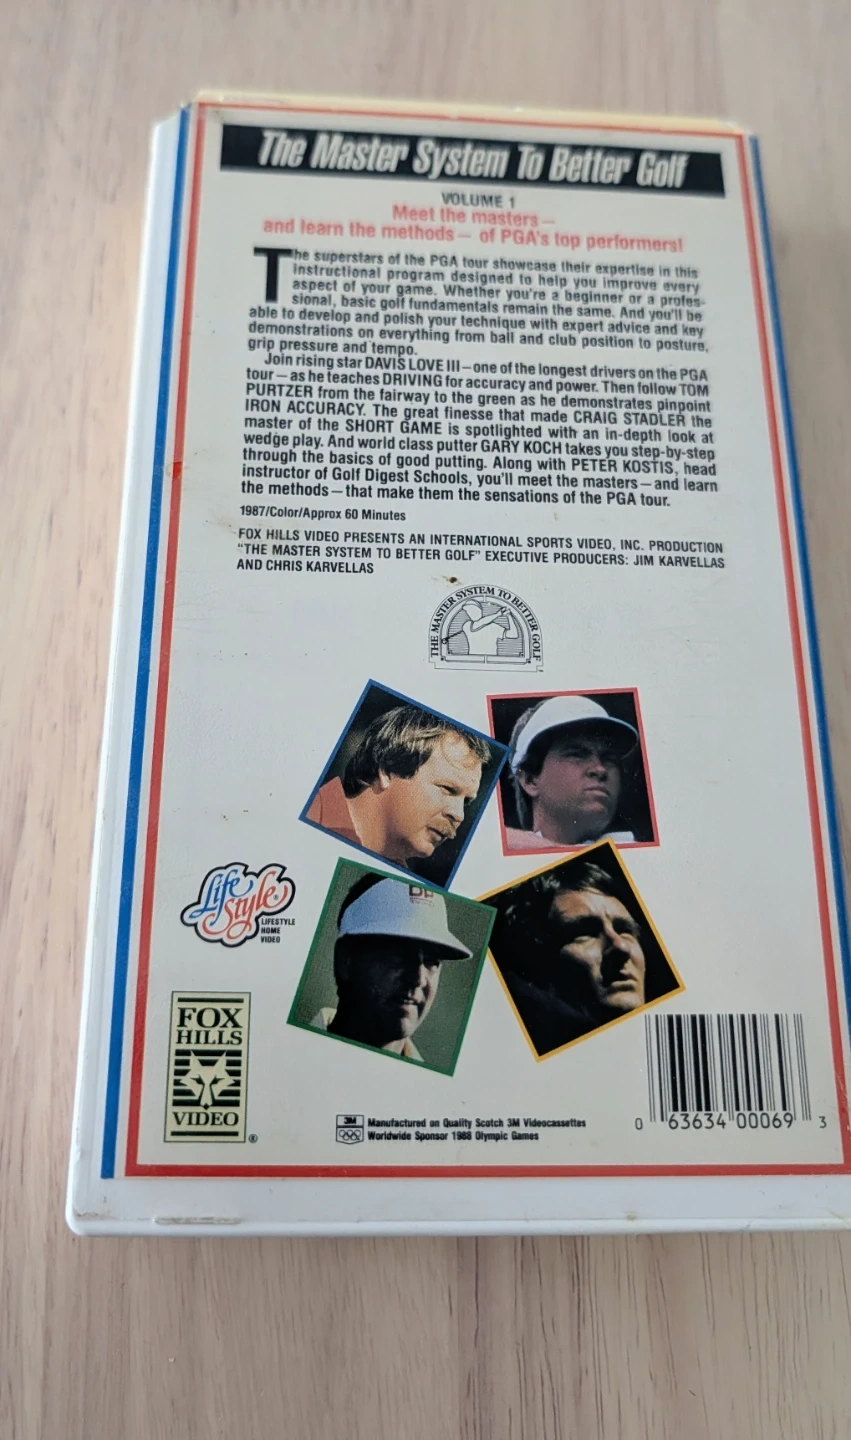 The Master System To Better Golf
VOLUME 1
Meet the masters—
and learn the methods— of PGA's top performers!
The superstars of the PGA tour showcase their expertise in this
instructional program designed to help you improve every
aspect of your game. Whether you're a beginner or a profes-
sional, basic golf fundamentals remain the same. And you'll be
able to develop and polish your technique with expert advice and key
demonstrations on everything from ball and club position to posture,
grip pressure and tempo.
Join rising star DAVIS LOVE III—one of the longest drivers on the PGA
tour—as he teaches DRIVING for accuracy and power. Then follow TOM
PURTZER from the fairway to the green as he demonstrates pinpoint
IRON ACCURACY. The great finesse that made CRAIG STADLER the
master of the SHORT GAME is spotlighted with an in-depth look at
wedge play. And world class putter GARY KOCH takes you step-by-step
through the basics of good putting. Along with PETER KOSTIS, head
instructor of Golf Digest Schools, you'll meet the masters—and learn
the methods—that make them the sensations of the PGA tour.
1987/Color/Approx 60 Minutes
FOX HILLS VIDEO PRESENTS AN INTERNATIONAL SPORTS VIDEO, INC. PRODUCTION
"THE MASTER SYSTEM TO BETTER GOLF" EXECUTIVE PRODUCERS: JIM KARVELLAS
AND CHRIS KARVELLAS
THE MASTER SYSTEM TO BETTER GOLF
Life
Style®
LIFESTYLE
HOME
VIDEO
FOX
HILLS
VIDEO
®
3M
Manufactured on Quality Scotch 3M Videocassettes
Worldwide Sponsor 1988 Olympic Games
0 63634 00069 3